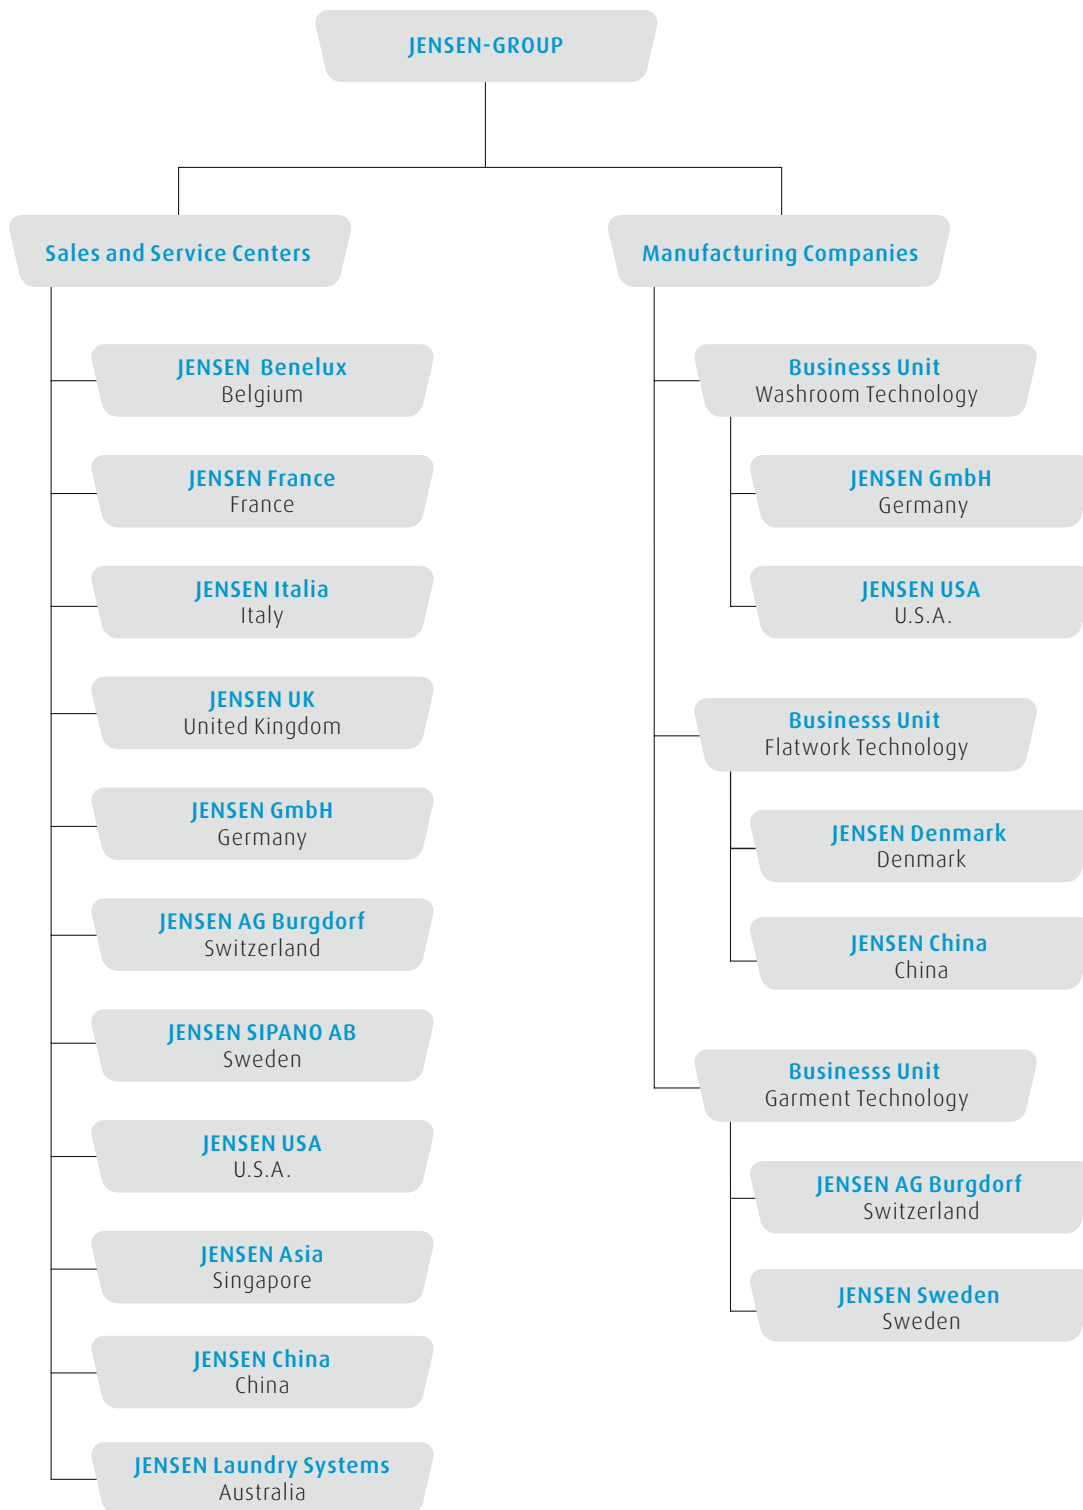 JENSEN-GROUP
Sales and Service Centers
JENSEN Benelux
Belgium
JENSEN France
France
JENSEN Italia
Italy
JENSEN UK
United Kingdom
JENSEN GmbH
Germany
JENSEN AG Burgdorf
Switzerland
JENSEN SIPANO AB
Sweden
JENSEN USA
U.S.A.
JENSEN Asia
Singapore
JENSEN China
China
JENSEN Laundry Systems
Australia
Manufacturing Companies
Businesss Unit
Washroom Technology
JENSEN GmbH
Germany
JENSEN USA
U.S.A.
Businesss Unit
Flatwork Technology
JENSEN Denmark
Denmark
JENSEN China
China
Businesss Unit
Garment Technology
JENSEN AG Burgdorf
Switzerland
JENSEN Sweden
Sweden